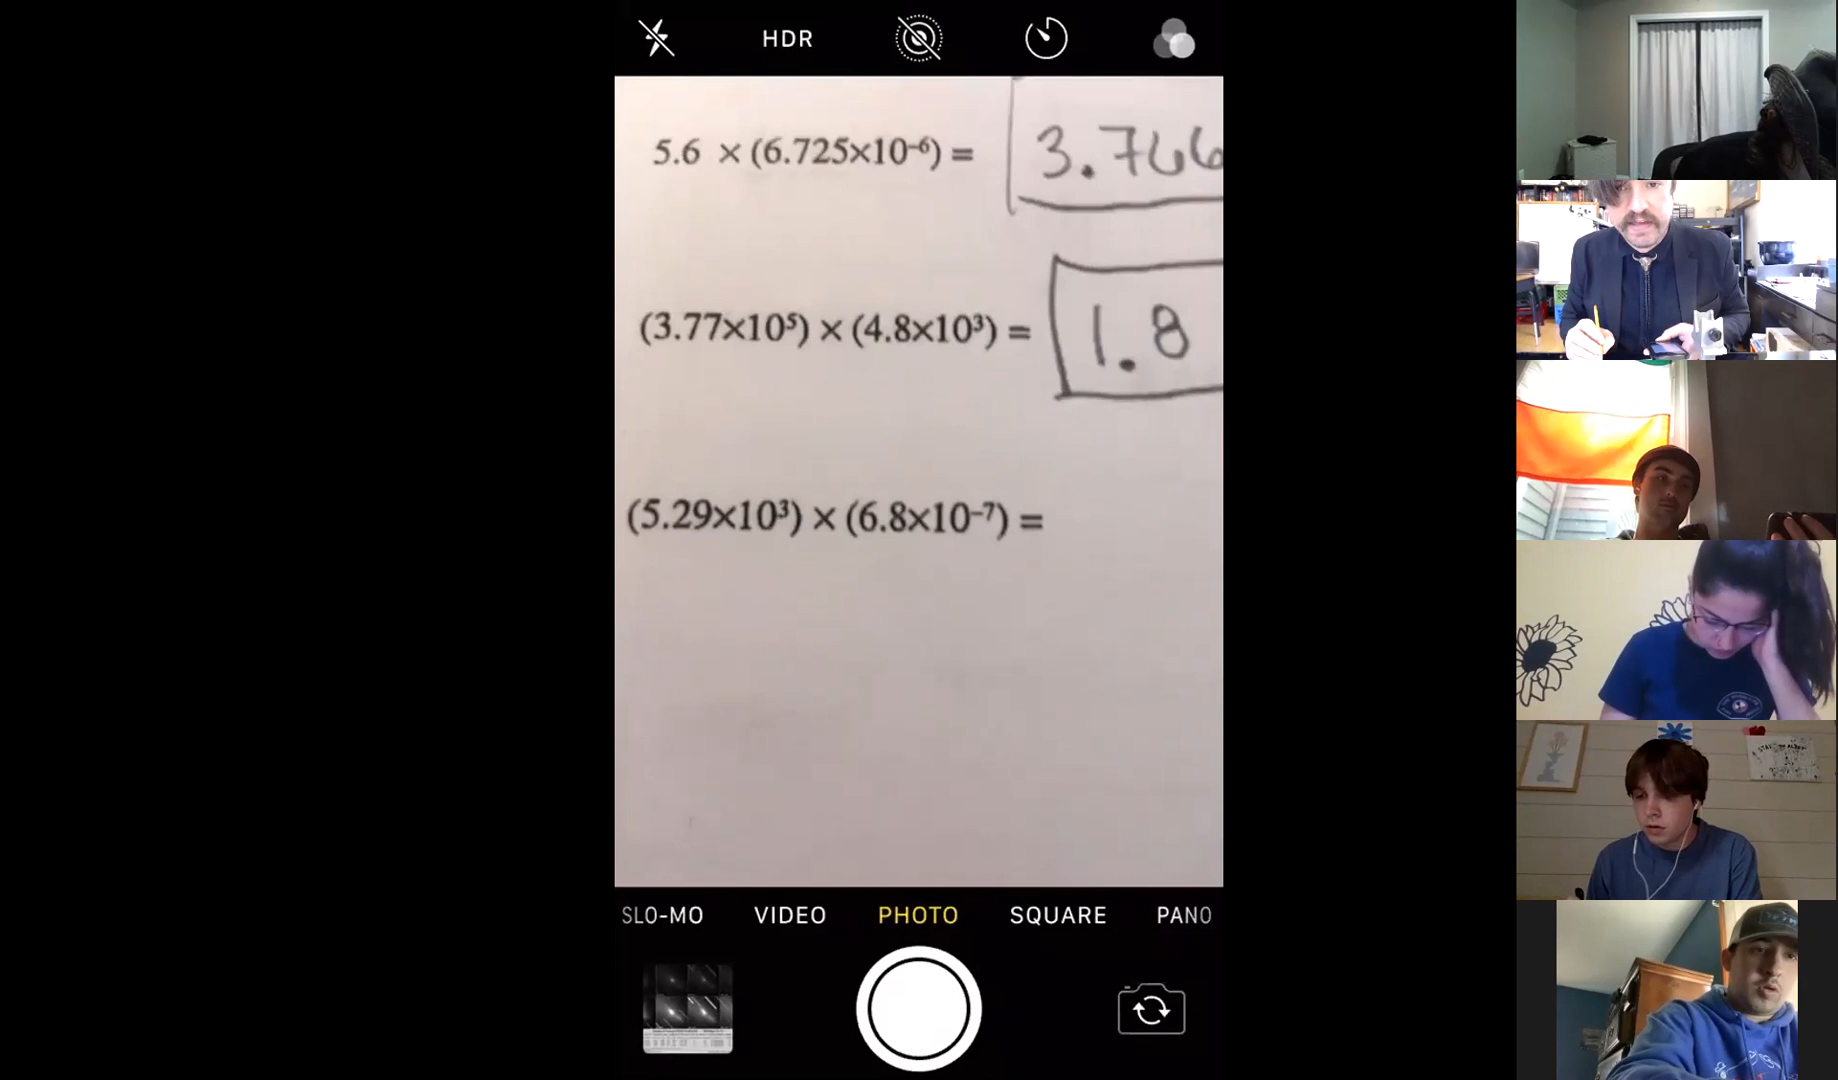 HDR
5.6 × (6.725×10⁻⁶) = 3.766
(3.77×10⁵) × (4.8×10³) = 1.8
(5.29×10³) × (6.8×10⁻⁷) =
SLO-MO VIDEO PHOTO SQUARE PANO